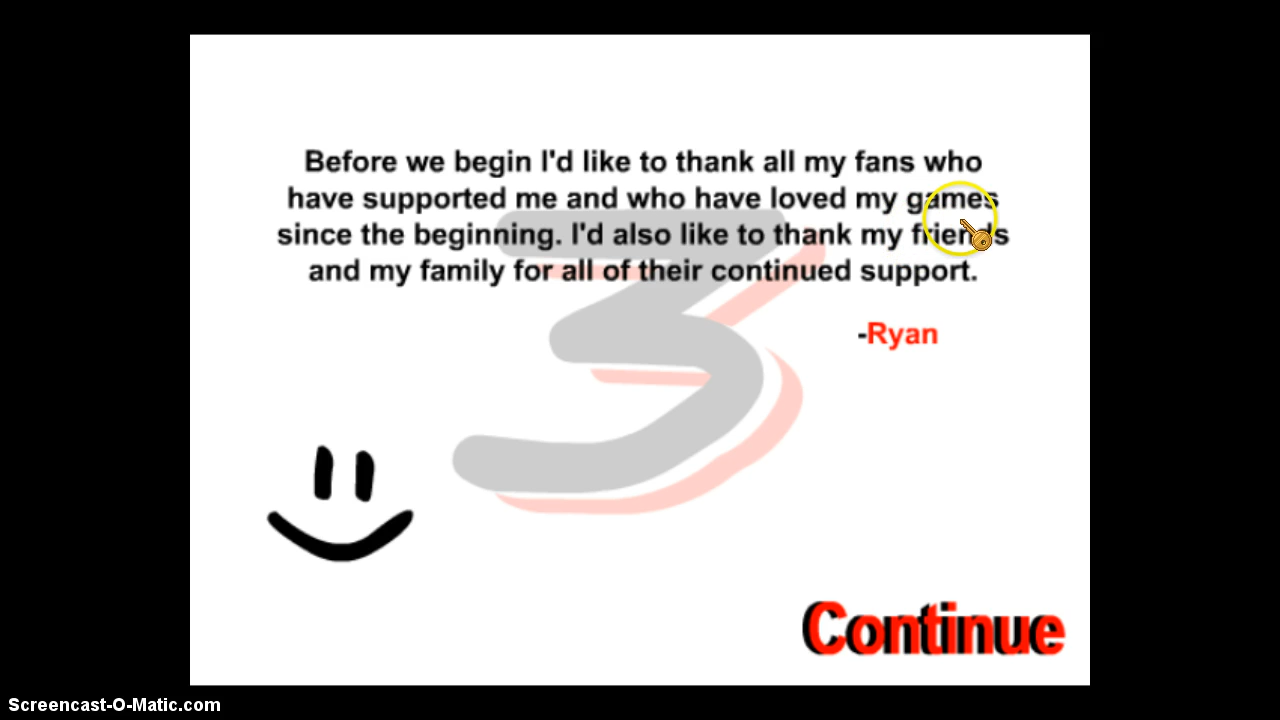 Before we begin I'd like to thank all my fans who
have supported me and who have loved my games
since the beginning. I'd also like to thank my friends
and my family for all of their continued support.
-Ryan
3
Continue
Screencast-O-Matic.com